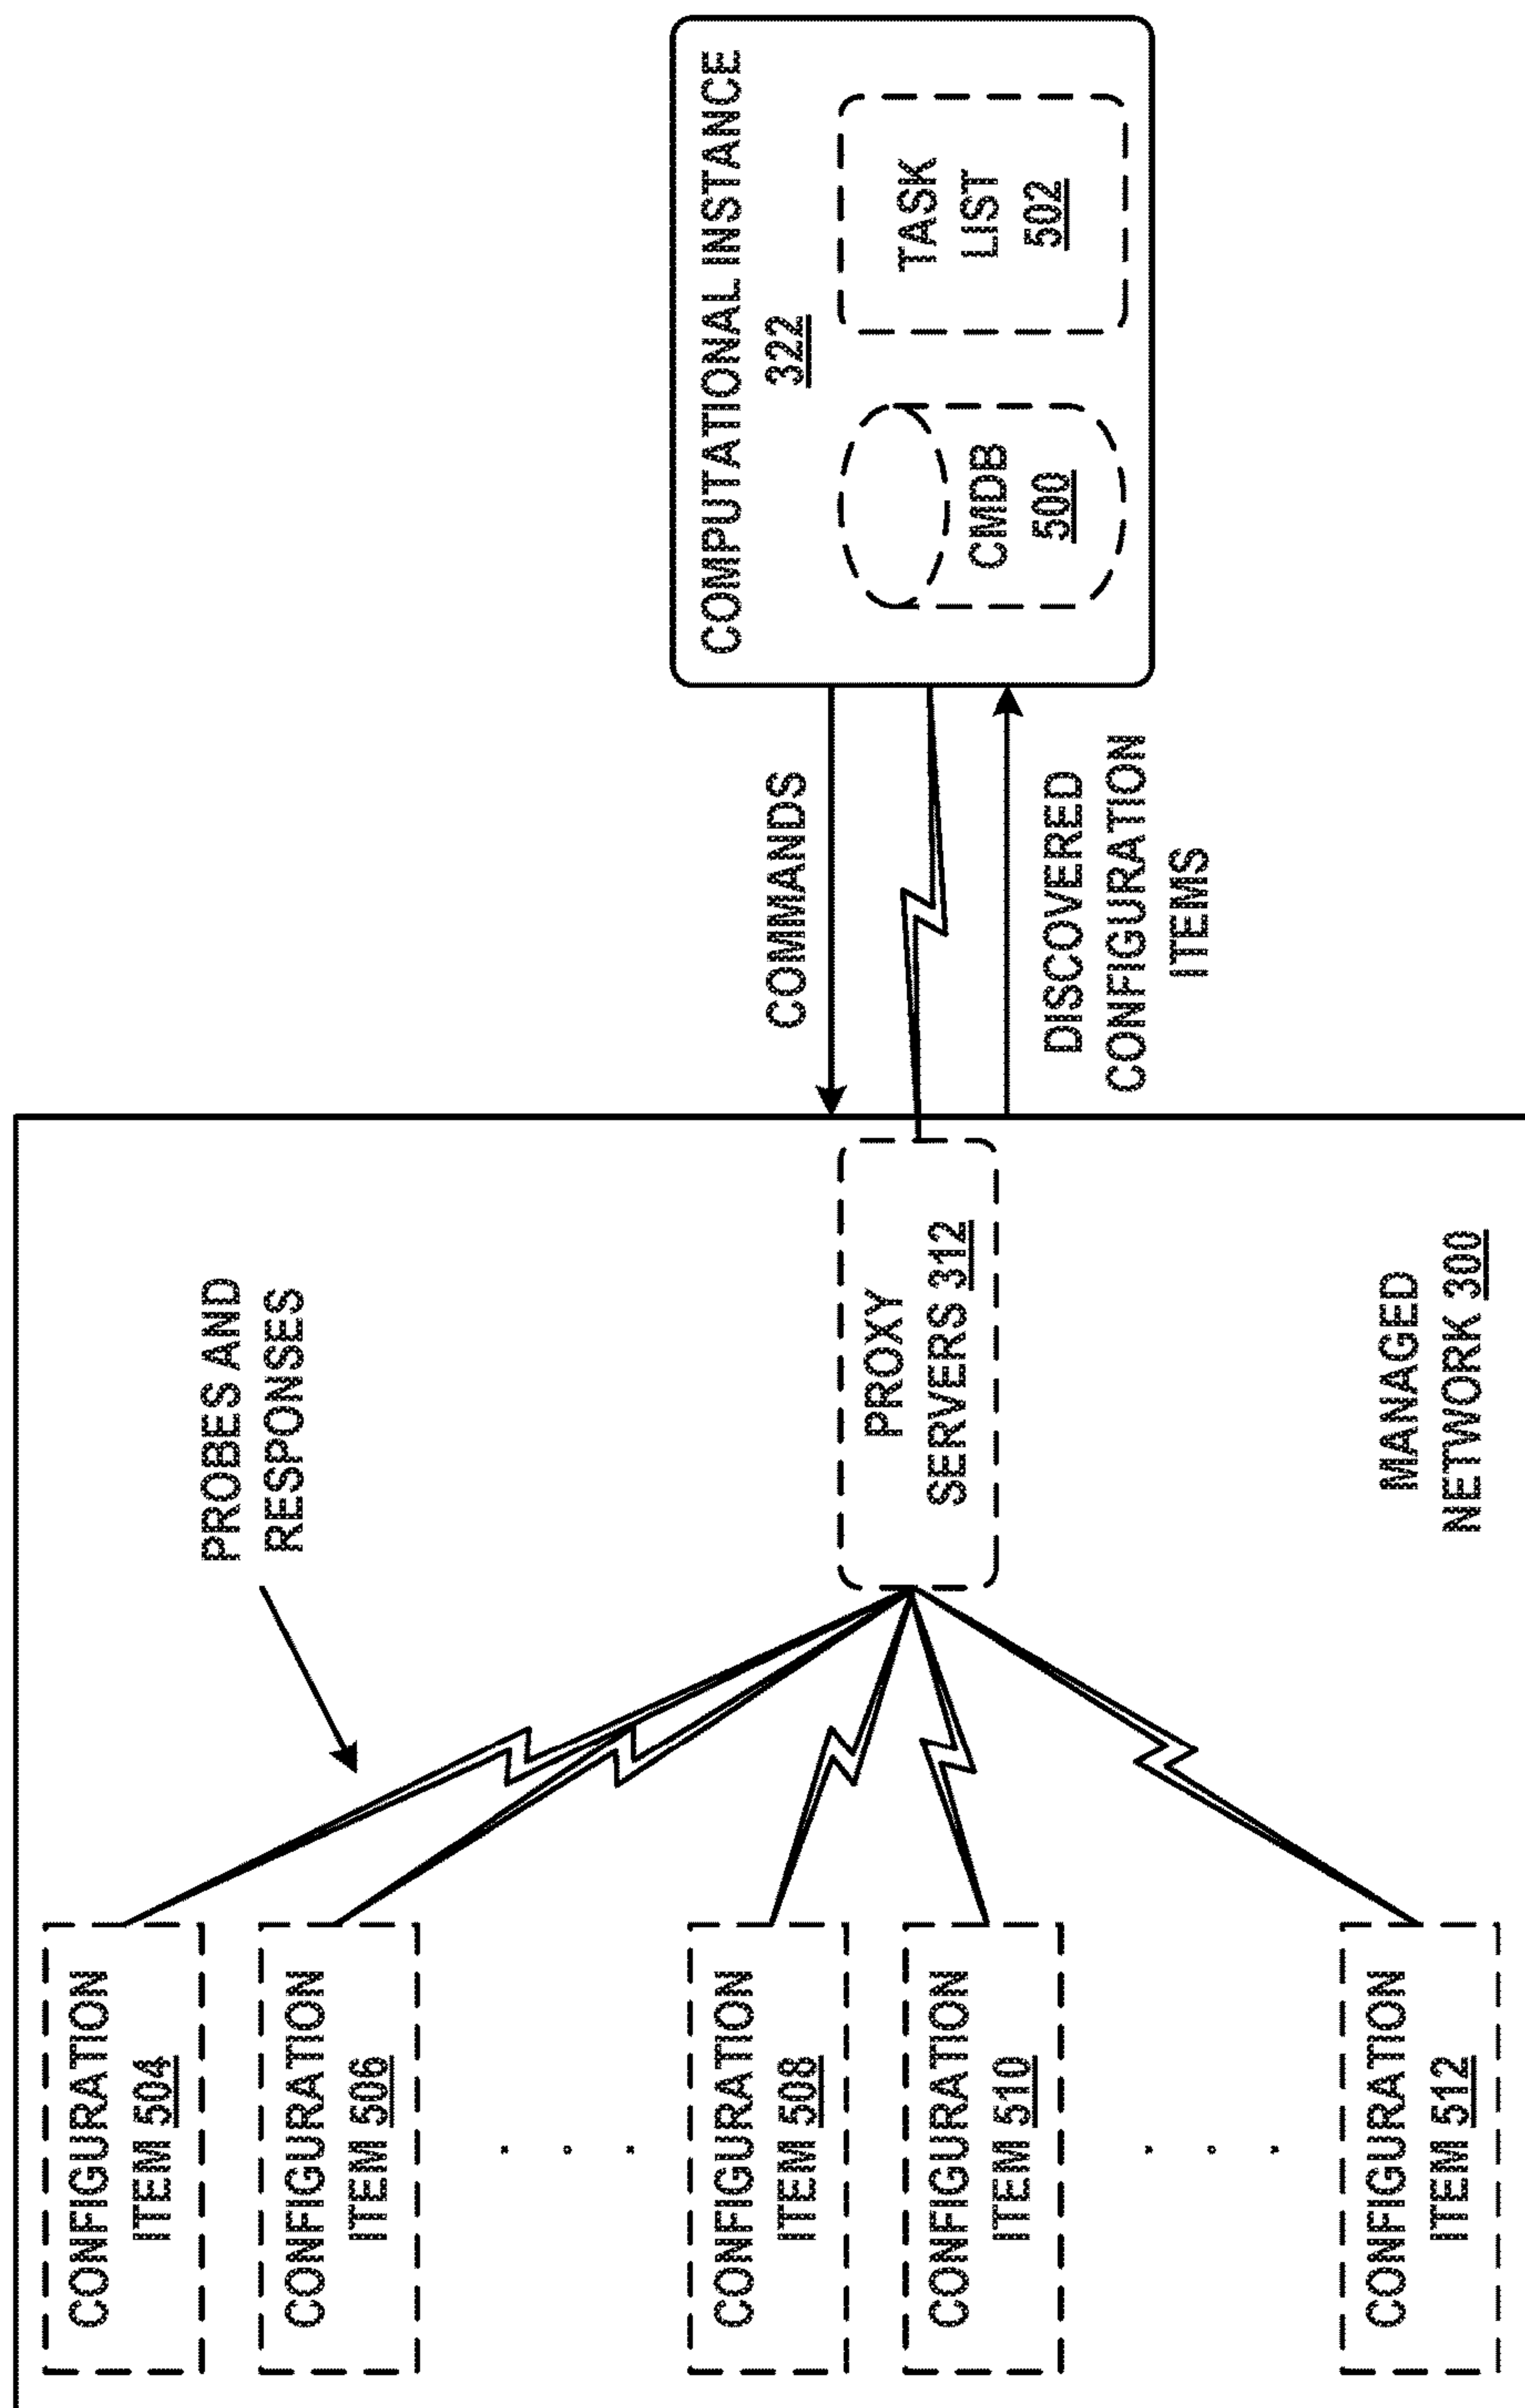 COMPUTATIONAL INSTANCE
322
CMDB
500
TASK
LIST
502
COMMANDS
DISCOVERED
CONFIGURATION
ITEMS
PROBES AND
RESPONSES
PROXY
SERVERS 312
MANAGED
NETWORK 300
CONFIGURATION
ITEM 504
CONFIGURATION
ITEM 506
CONFIGURATION
ITEM 508
CONFIGURATION
ITEM 510
CONFIGURATION
ITEM 512